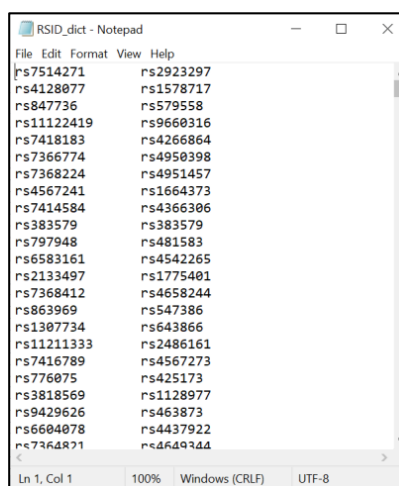 RSID_dict - Notepad
File Edit Format View Help
rs7514271 rs2923297
rs4128077 rs1578717
rs847736 rs579558
rs11122419 rs9660316
rs7418183 rs4266864
rs7366774 rs4950398
rs7368224 rs4951457
rs4567241 rs1664373
rs7414584 rs4366306
rs383579 rs383579
rs797948 rs481583
rs6583161 rs4542265
rs2133497 rs1775401
rs7368412 rs4658244
rs863969 rs547386
rs1307734 rs643866
rs11211333 rs2486161
rs7416789 rs4567273
rs776075 rs425173
rs3818569 rs1128977
rs9429626 rs463873
rs6604078 rs4437922
rs7364821 rs4649344
Ln 1, Col 1 100% Windows (CRLF) UTF-8